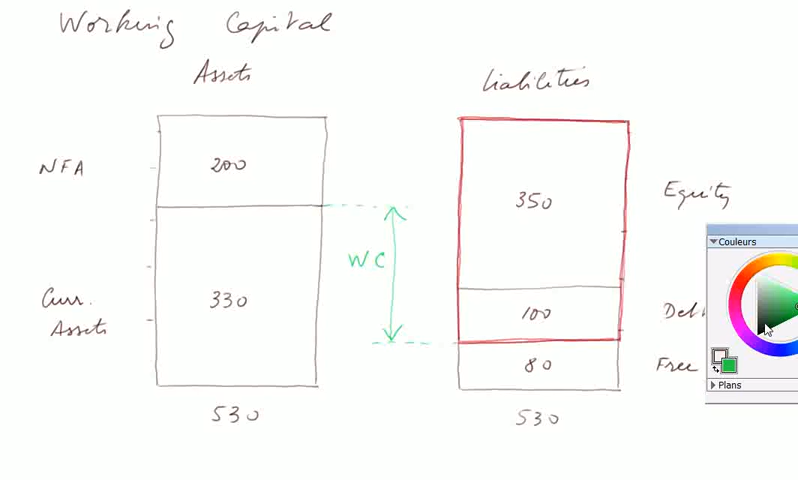 Working Capital
Assets
Liabilities
NFA
200
350
Equity
Couleurs
WC
Curr.
Assets
330
100
80
Free
Plans
530
530